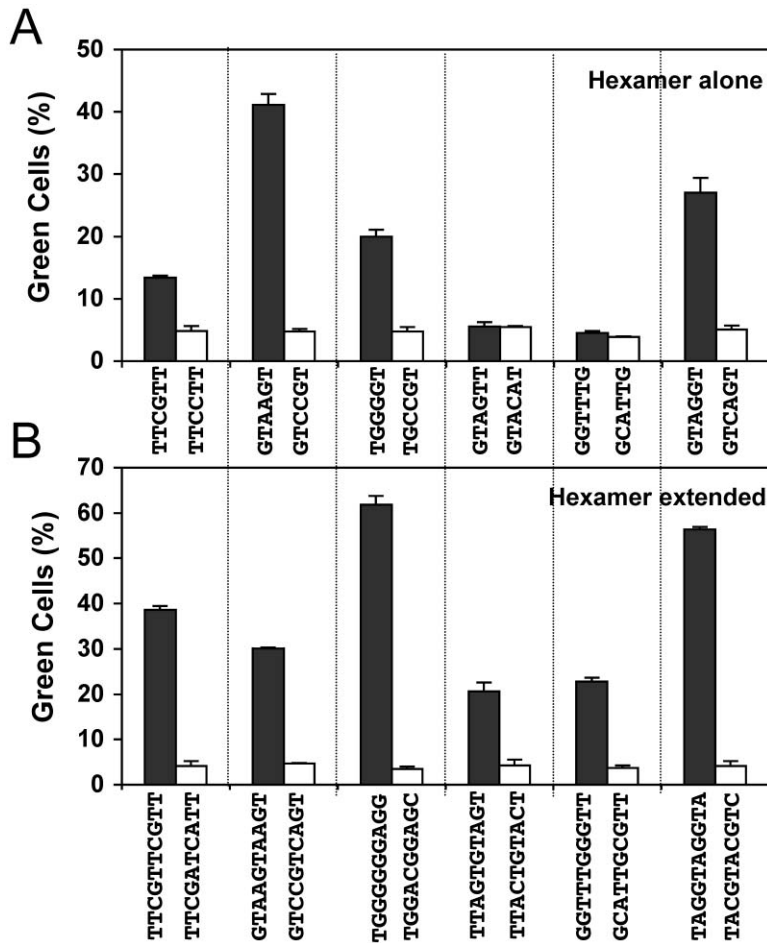 A
Hexamer alone
Green Cells (%)
50
40
30
20
10
0
TTCGTT
TTCCTT
GTAAGT
GTCCGT
TGGGGT
TGCCGT
GTAGTT
GTACAT
GGTTTG
GCATTG
GTAGGT
GTCAGT
B
Hexamer extended
Green Cells (%)
70
60
50
40
30
20
10
0
TTCGTTCGTT
TTCGATCATT
GTAAGTAAGT
GTCCGTCAGT
TGGGGGGAGG
TGGACGGAGC
TTAGTGTAGT
TTACTGTACT
GGTTTGGGTT
GCATTGCGTT
TAGGTAGGTA
TACGTACGTC